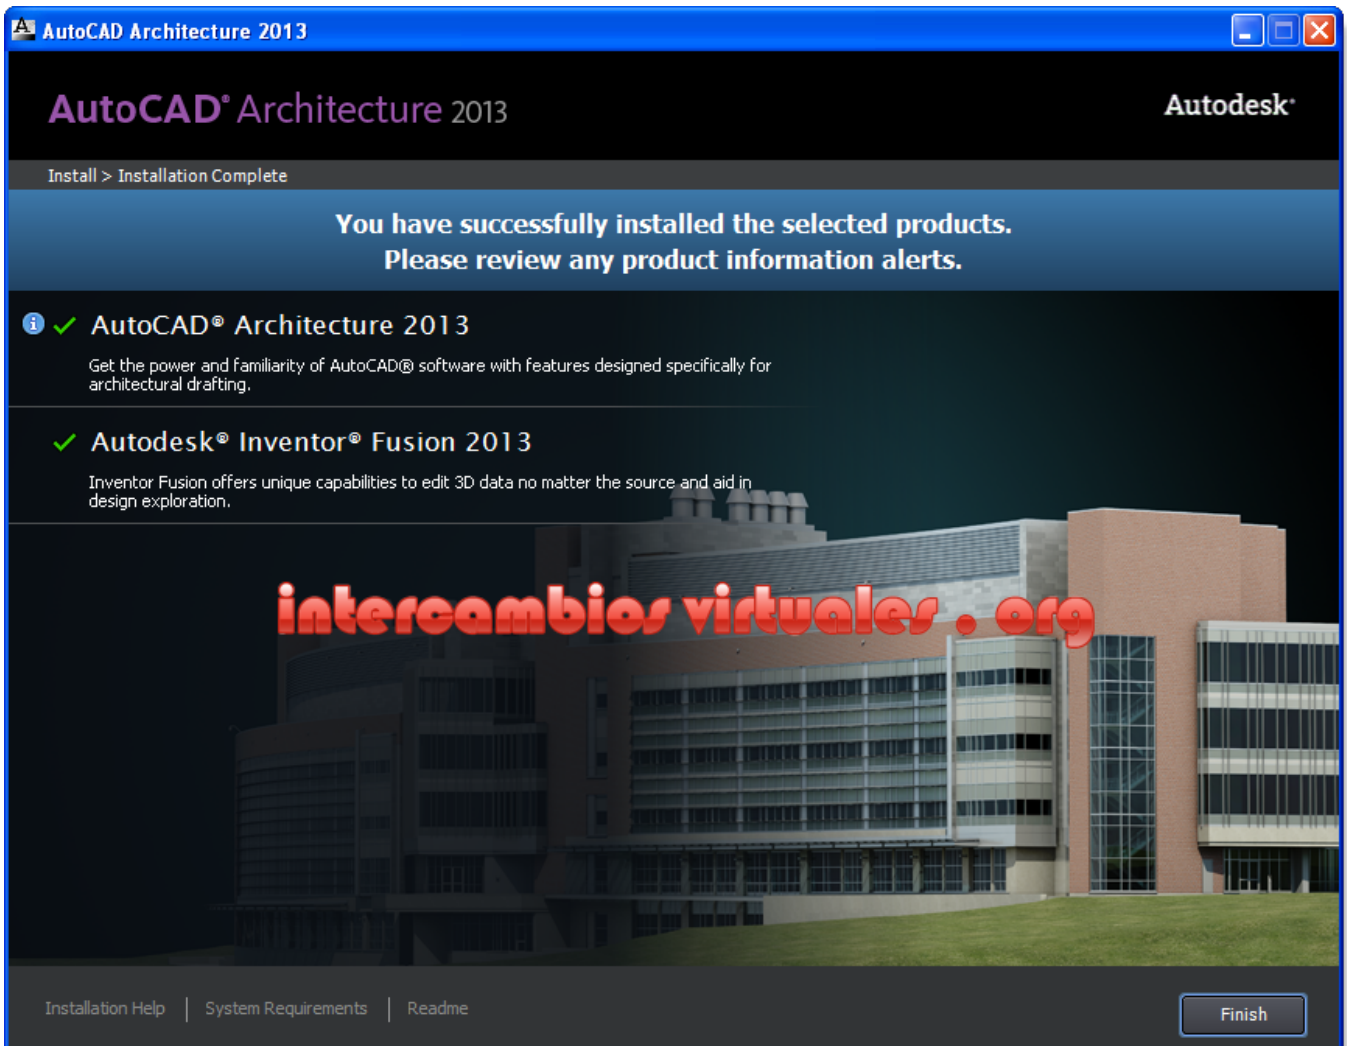 AutoCAD Architecture 2013
AutoCAD® Architecture 2013
Autodesk®
Install > Installation Complete
You have successfully installed the selected products.
Please review any product information alerts.
AutoCAD® Architecture 2013
Get the power and familiarity of AutoCAD® software with features designed specifically for
architectural drafting.
Autodesk® Inventor® Fusion 2013
Inventor Fusion offers unique capabilities to edit 3D data no matter the source and aid in
design exploration.
intercambios virtuales . org
Installation Help | System Requirements | Readme
Finish